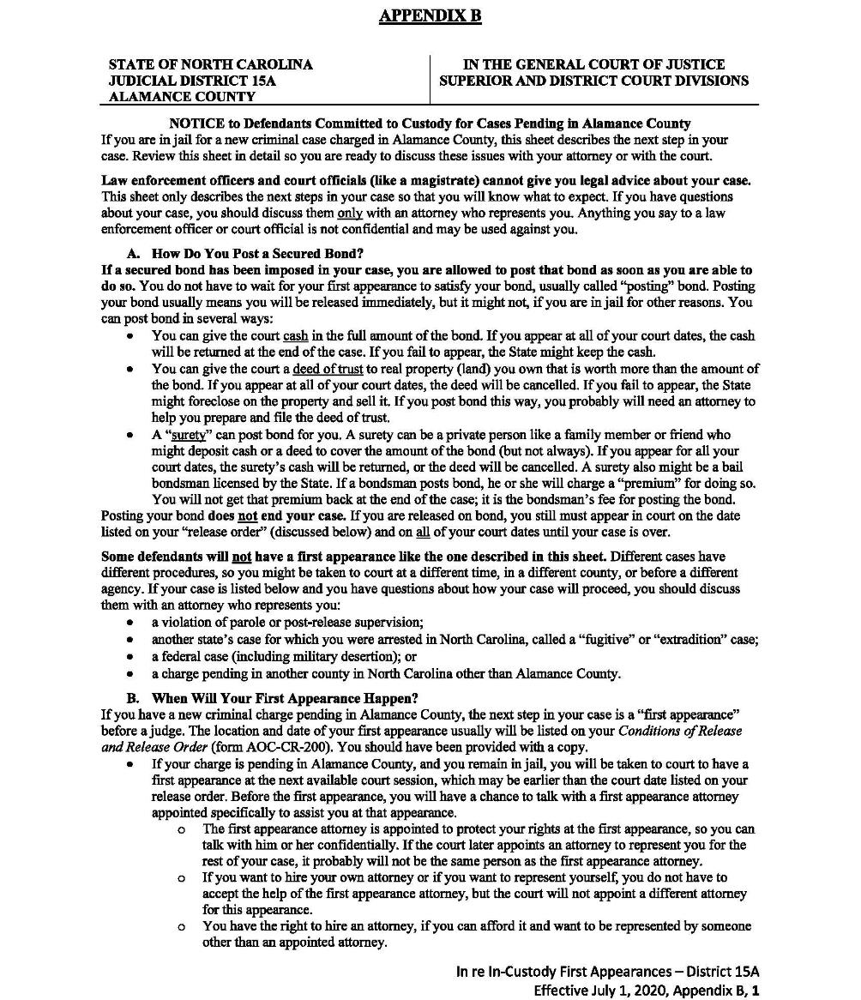 APPENDIX B
STATE OF NORTH CAROLINA
JUDICIAL DISTRICT 15A
ALAMANCE COUNTY
IN THE GENERAL COURT OF JUSTICE
SUPERIOR AND DISTRICT COURT DIVISIONS
NOTICE to Defendants Committed to Custody for Cases Pending in Alamance County
If you are in jail for a new criminal case charged in Alamance County, this sheet describes the next step in your
case. Review this sheet in detail so you are ready to discuss these issues with your attorney or with the court.
Law enforcement officers and court officials (like a magistrate) cannot give you legal advice about your case.
This sheet only describes the next steps in your case so that you will know what to expect. If you have questions
about your case, you should discuss them only with an attorney who represents you. Anything you say to a law
enforcement officer or court official is not confidential and may be used against you.
A. How Do You Post a Secured Bond?
If a secured bond has been imposed in your case, you are allowed to post that bond as soon as you are able to
do so. You do not have to wait for your first appearance to satisfy your bond, usually called “posting” bond. Posting
your bond usually means you will be released immediately, but it might not, if you are in jail for other reasons. You
can post bond in several ways:
• You can give the court cash in the full amount of the bond. If you appear at all of your court dates, the cash
will be returned at the end of the case. If you fail to appear, the State might keep the cash.
• You can give the court a deed of trust to real property (land) you own that is worth more than the amount of
the bond. If you appear at all of your court dates, the deed will be cancelled. If you fail to appear, the State
might foreclose on the property and sell it. If you post bond this way, you probably will need an attorney to
help you prepare and file the deed of trust.
• A “surety” can post bond for you. A surety can be a private person like a family member or friend who
might deposit cash or a deed to cover the amount of the bond (but not always). If you appear for all your
court dates, the surety’s cash will be returned, or the deed will be cancelled. A surety also might be a bail
bondsman licensed by the State. If a bondsman posts bond, he or she will charge a “premium” for doing so.
You will not get that premium back at the end of the case; it is the bondsman’s fee for posting the bond.
Posting your bond does not end your case. If you are released on bond, you still must appear in court on the date
listed on your “release order” (discussed below) and on all of your court dates until your case is over.
Some defendants will not have a first appearance like the one described in this sheet. Different cases have
different procedures, so you might be taken to court at a different time, in a different county, or before a different
agency. If your case is listed below and you have questions about how your case will proceed, you should discuss
them with an attorney who represents you:
• a violation of parole or post-release supervision;
• another state’s case for which you were arrested in North Carolina, called a “fugitive” or “extradition” case;
• a federal case (including military desertion); or
• a charge pending in another county in North Carolina other than Alamance County.
B. When Will Your First Appearance Happen?
If you have a new criminal charge pending in Alamance County, the next step in your case is a “first appearance”
before a judge. The location and date of your first appearance usually will be listed on your Conditions of Release
and Release Order (form AOC-CR-200). You should have been provided with a copy.
• If your charge is pending in Alamance County, and you remain in jail, you will be taken to court to have a
first appearance at the next available court session, which may be earlier than the court date listed on your
release order. Before the first appearance, you will have a chance to talk with a first appearance attorney
appointed specifically to assist you at that appearance.
o The first appearance attorney is appointed to protect your rights at the first appearance, so you can
talk with him or her confidentially. If the court later appoints an attorney to represent you for the
rest of your case, it probably will not be the same person as the first appearance attorney.
o If you want to hire your own attorney or if you want to represent yourself, you do not have to
accept the help of the first appearance attorney, but the court will not appoint a different attorney
for this appearance.
o You have the right to hire an attorney, if you can afford it and want to be represented by someone
other than an appointed attorney.
In re In-Custody First Appearances – District 15A
Effective July 1, 2020, Appendix B, 1